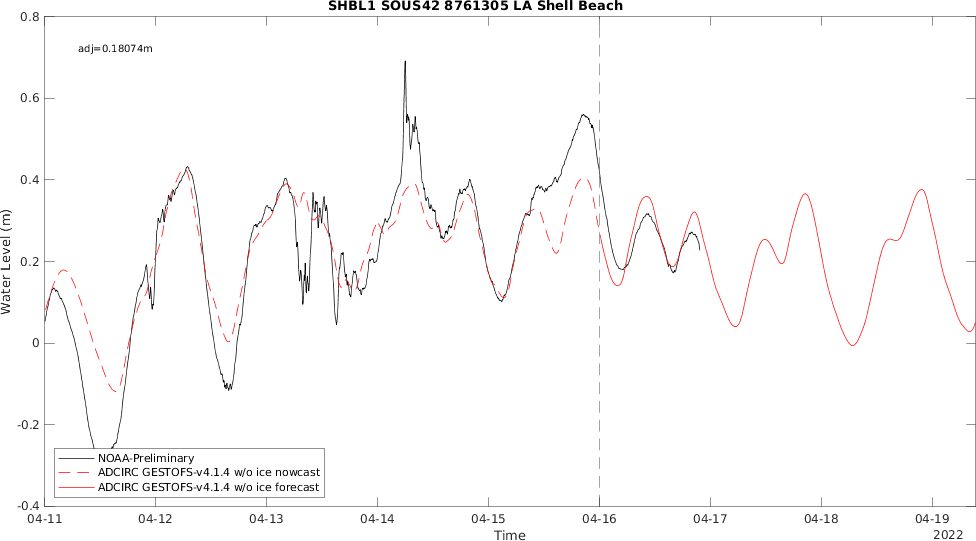 SHBL1 SOUS42 8761305 LA Shell Beach
adj=0.18074m
0.8
0.6
0.4
0.2
0
-0.2
-0.4
Water Level (m)
NOAA-Preliminary
ADCIRC GESTOFS-v4.1.4 w/o ice nowcast
ADCIRC GESTOFS-v4.1.4 w/o ice forecast
04-11 04-12 04-13 04-14 04-15 04-16 04-17 04-18 04-19
Time
2022